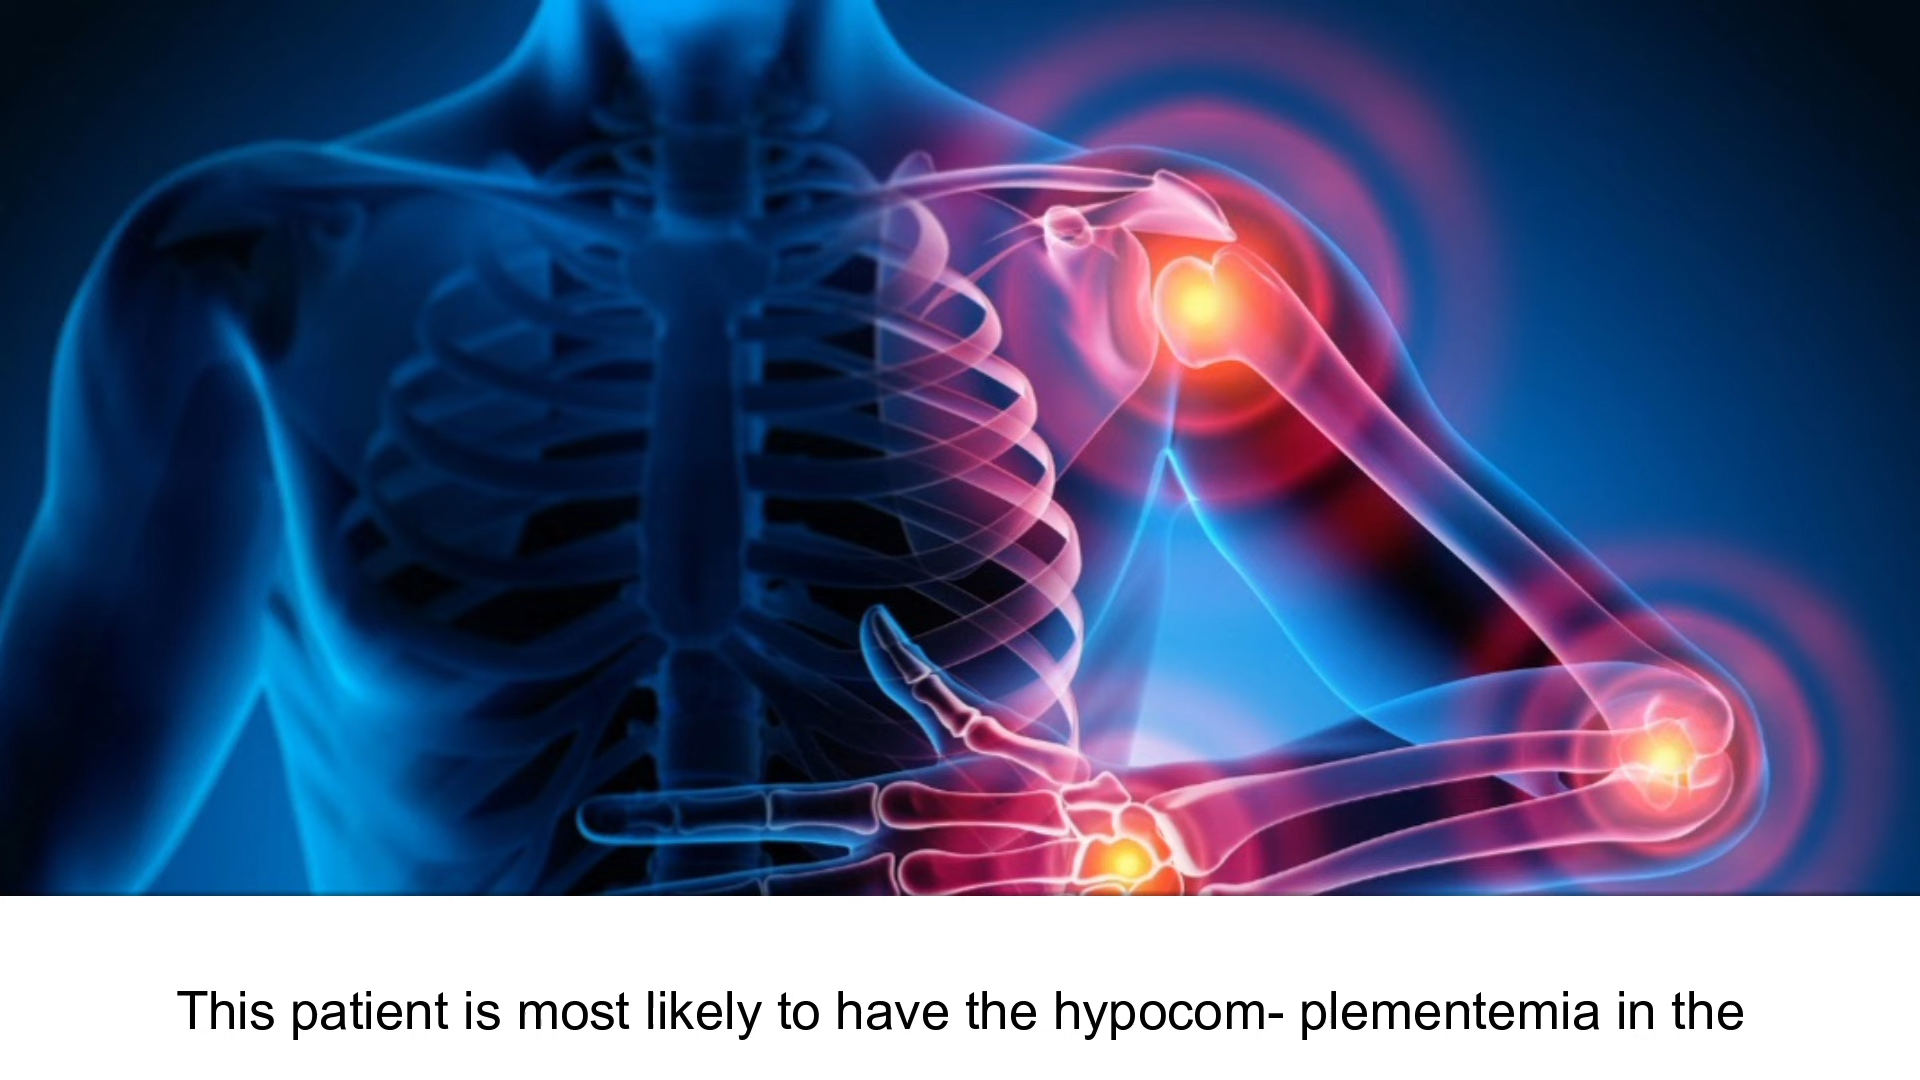 This patient is most likely to have the hypocom- plementemia in the